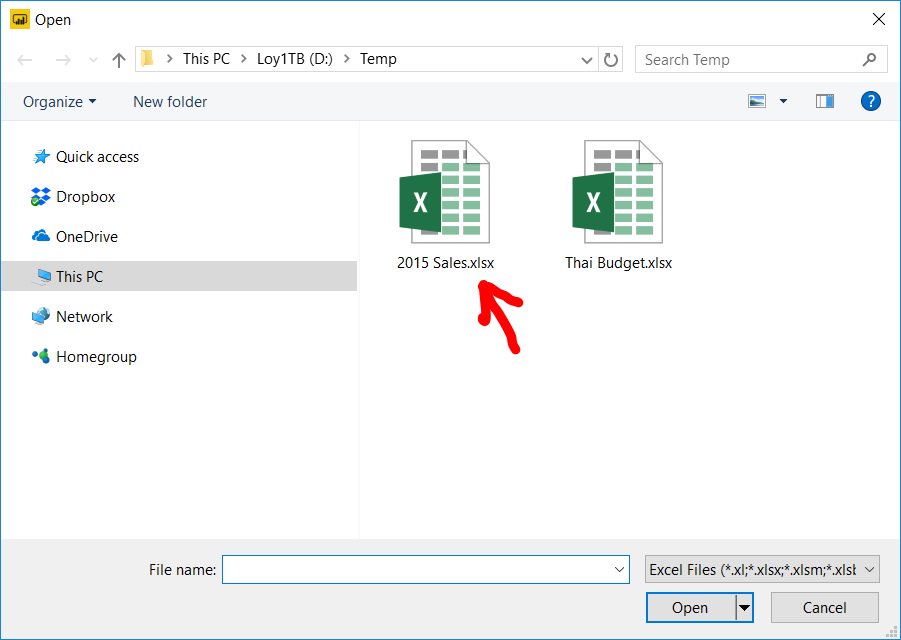 Open
This PC Loy1TB (D:) Temp
Search Temp
Organize
New folder
?
Quick access
Dropbox
OneDrive
This PC
Network
Homegroup
X
2015 Sales.xlsx
X
Thai Budget.xlsx
File name:
Excel Files (*.xl;*.xlsx;*.xlsm;*.xlsb
Open
Cancel